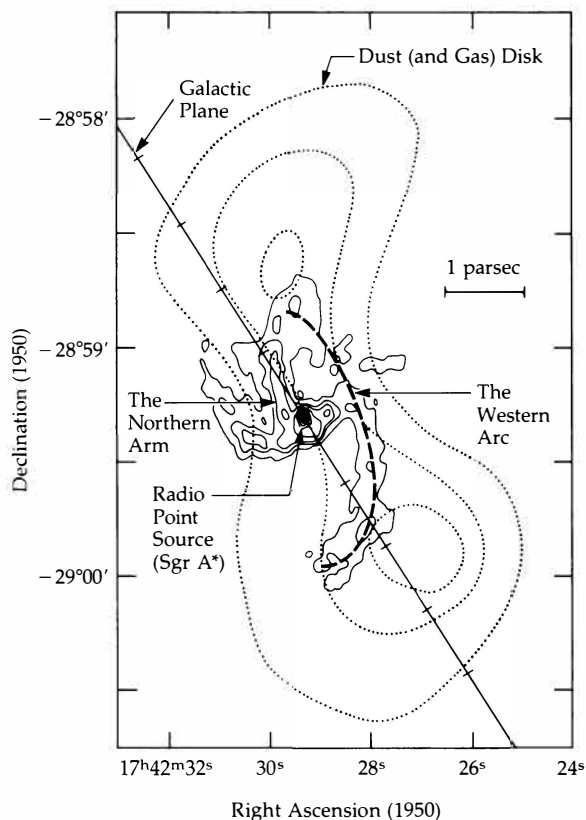 Dust (and Gas) Disk
Galactic
Plane
−28°58′
1 parsec
−28°59′
The
Northern
Arm
The
Western
Arc
Declination (1950)
Radio
Point
Source
(Sgr A*)
−29°00′
17ʰ42ᵐ32ˢ 30ˢ 28ˢ 26ˢ 24ˢ
Right Ascension (1950)